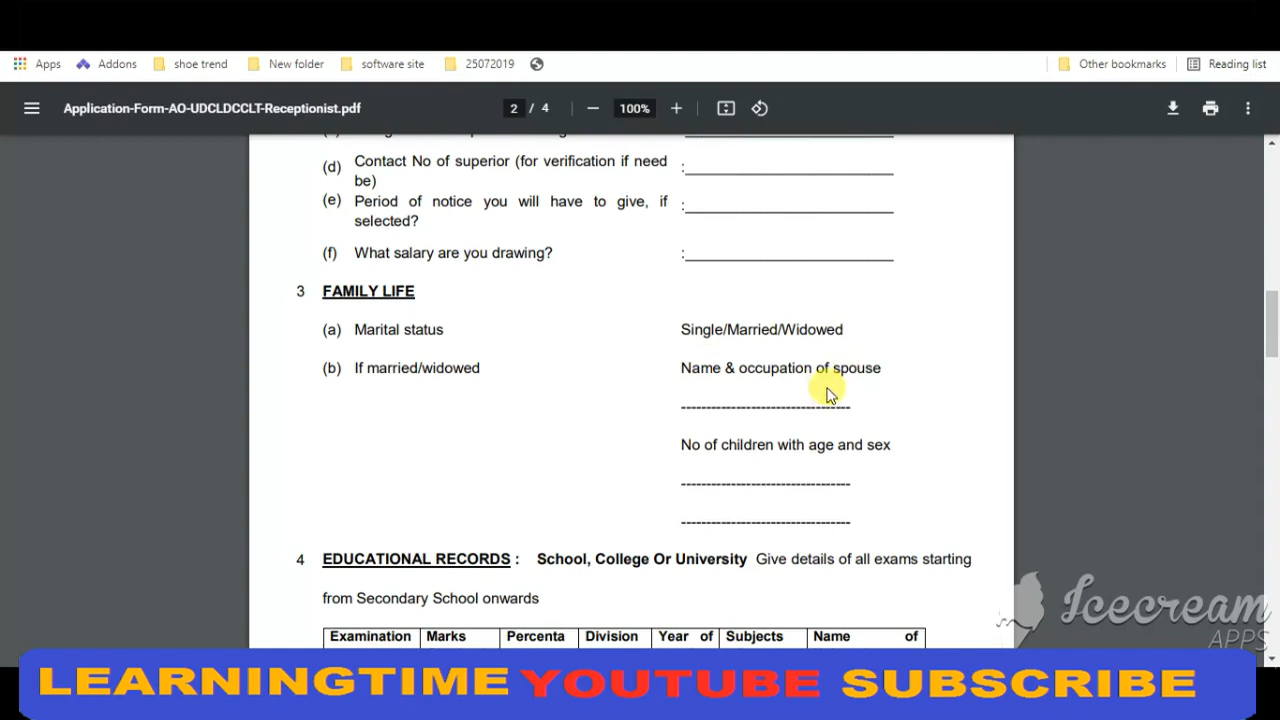 Apps Addons shoe trend New folder software site 25072019 Other bookmarks Reading list
Application-Form-AO-UDCLDCCLT-Receptionist.pdf 2 / 4 100%
(d) Contact No of superior (for verification if need :
be)
(e) Period of notice you will have to give, if :
selected?
(f) What salary are you drawing? :
3 FAMILY LIFE
(a) Marital status Single/Married/Widowed
(b) If married/widowed Name & occupation of spouse
No of children with age and sex
4 EDUCATIONAL RECORDS : School, College Or University Give details of all exams starting
from Secondary School onwards
Examination Marks Percenta Division Year of Subjects Name of
Icecream
APPS
LEARNINGTIME YOUTUBE SUBSCRIBE